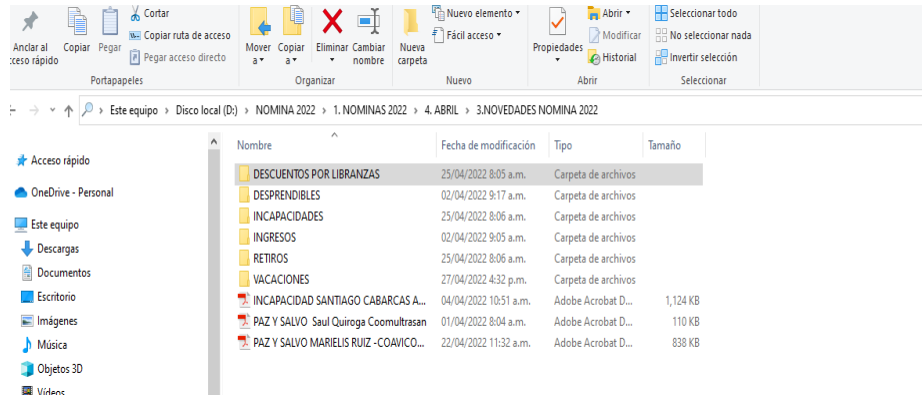 Cortar
Nuevo elemento
Abrir
Seleccionar todo
Copiar ruta de acceso
Fácil acceso
Modificar
No seleccionar nada
Anclar al
Copiar
Pegar
Pegar acceso directo
Mover
Copiar
Eliminar
Cambiar
Nueva
Propiedades
Historial
Invertir selección
acceso rápido
a
a
nombre
carpeta
Portapapeles
Organizar
Nuevo
Abrir
Seleccionar
Este equipo > Disco local (D:) > NOMINA 2022 > 1. NOMINAS 2022 > 4. ABRIL > 3.NOVEDADES NOMINA 2022
Nombre Fecha de modificación Tipo Tamaño
Acceso rápido
OneDrive - Personal
Este equipo
Descargas
Documentos
Escritorio
Imágenes
Música
Objetos 3D
Vídeos
DESCUENTOS POR LIBRANZAS 25/04/2022 8:05 a.m. Carpeta de archivos
DESPRENDIBLES 02/04/2022 9:17 a.m. Carpeta de archivos
INCAPACIDADES 25/04/2022 8:06 a.m. Carpeta de archivos
INGRESOS 02/04/2022 9:05 a.m. Carpeta de archivos
RETIROS 25/04/2022 8:06 a.m. Carpeta de archivos
VACACIONES 27/04/2022 4:32 p.m. Carpeta de archivos
INCAPACIDAD SANTIAGO CABARCAS A... 04/04/2022 10:51 a.m. Adobe Acrobat D... 1,124 KB
PAZ Y SALVO Saul Quiroga Coomultrasan 01/04/2022 8:04 a.m. Adobe Acrobat D... 110 KB
PAZ Y SALVO MARIELIS RUIZ -COAVICO... 22/04/2022 11:32 a.m. Adobe Acrobat D... 838 KB